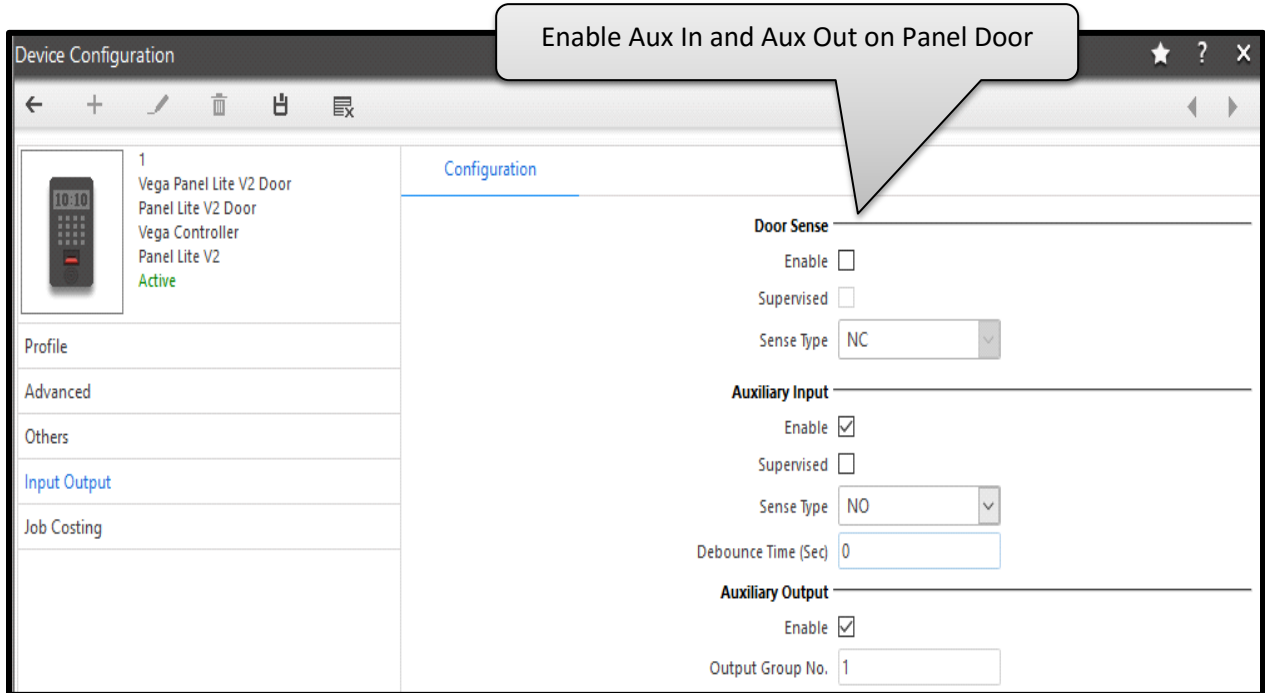 Enable Aux In and Aux Out on Panel Door
Device Configuration
?
10:10
1
Vega Panel Lite V2 Door
Panel Lite V2 Door
Vega Controller
Panel Lite V2
Active
Profile
Advanced
Others
Input Output
Job Costing
Configuration
Door Sense
Enable
Supervised
Sense Type NC
Auxiliary Input
Enable
Supervised
Sense Type NO
Debounce Time (Sec) 0
Auxiliary Output
Enable
Output Group No. 1